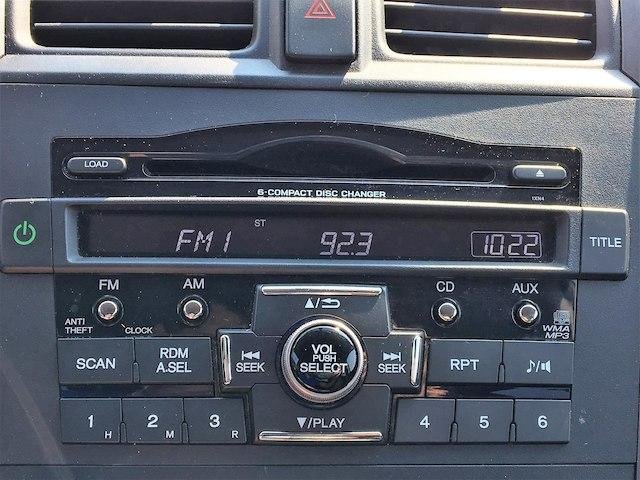 LOAD
6-COMPACT DISC CHANGER
1XN4
ST
FM1 92.3 10:22
TITLE
FM AM CD AUX
ANTI THEFT CLOCK
WMA MP3
SCAN
RDM A.SEL
SEEK
VOL
PUSH
SELECT
SEEK
RPT
PLAY
1 H 2 M 3 R 4 5 6